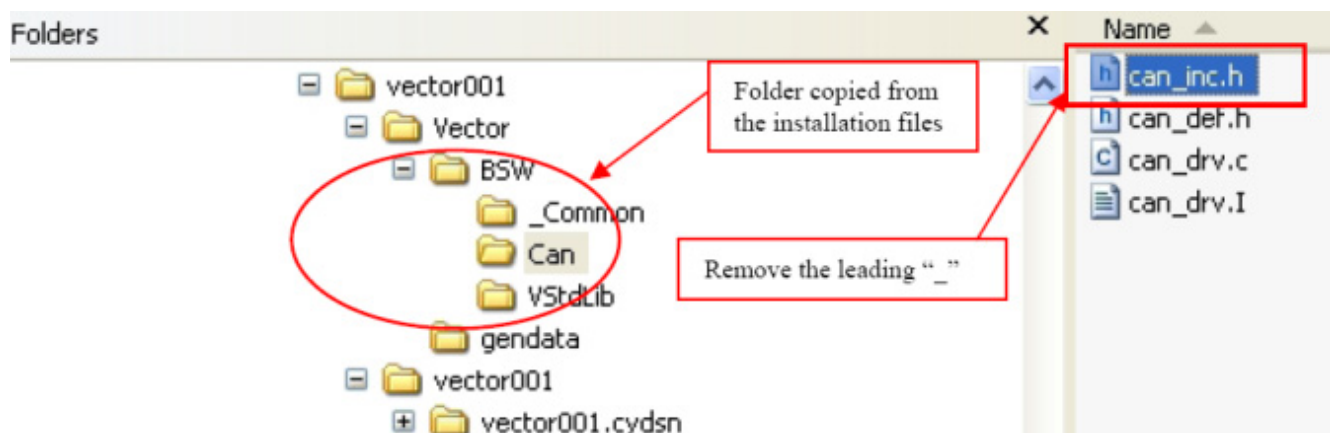 Folders
Name
vector001
Vector
BSW
_Common
Can
VStdLib
gendata
vector001
vector001.cydsn
Folder copied from
the installation files
Remove the leading “_”
can_inc.h
can_def.h
can_drv.c
can_drv.I